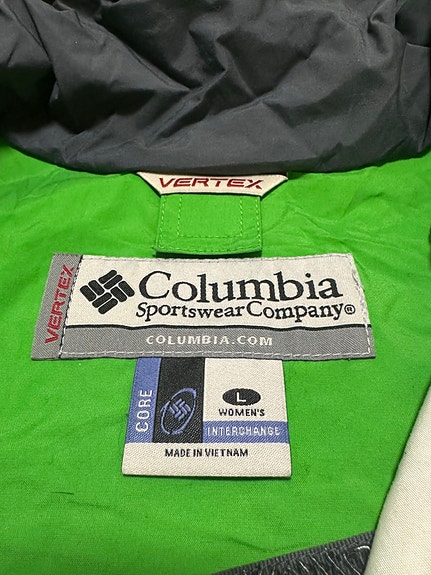 VERTEX
VERTEX
Columbia
Sportswear Company®
COLUMBIA.COM
CORE
L
WOMEN'S
INTERCHANGE
MADE IN VIETNAM